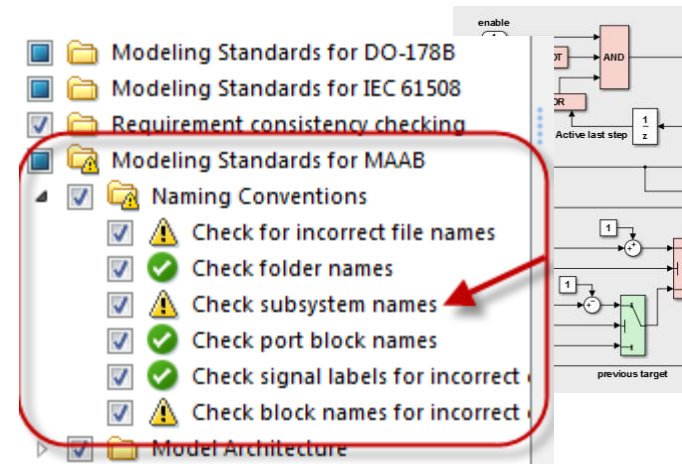 Modeling Standards for DO-178B
Modeling Standards for IEC 61508
Requirement consistency checking
Modeling Standards for MAAB
Naming Conventions
Check for incorrect file names
Check folder names
Check subsystem names
Check port block names
Check signal labels for incorrect
Check block names for incorrect
Model Architecture
enable
AND
Active last step
1
z
1
1
previous target